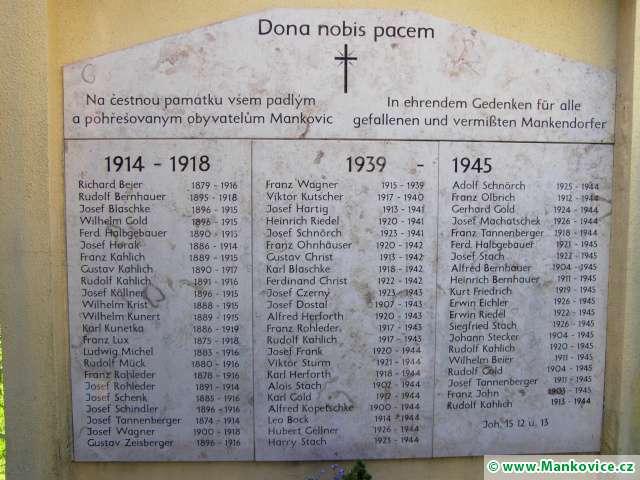 Dona nobis pacem
Na čestnou památku všem padlým
a pohřešovaným obyvatelům Mankovic
In ehrendem Gedenken für alle
gefallenen und vermißten Mankendorfer
1914 - 1918
Richard Beier 1879 - 1916
Rudolf Bernhauer 1895 - 1918
Josef Blaschke 1896 - 1915
Wilhelm Gold 1896 - 1915
Ferd. Halbgebauer 1890 - 1915
Josef Horak 1886 - 1914
Franz Kahlich 1889 - 1915
Gustav Kahlich 1890 - 1917
Rudolf Kahlich 1891 - 1916
Josef Köllner 1896 - 1915
Wilhelm Krist 1888 - 1915
Wilhelm Kunert 1889 - 1915
Karl Kunetka 1886 - 1919
Franz Lux 1875 - 1918
Ludwig Michel 1883 - 1916
Rudolf Mück 1880 - 1916
Franz Rohleder 1878 - 1916
Josef Rohleder 1891 - 1914
Josef Schenk 1885 - 1916
Josef Schindler 1896 - 1916
Josef Tannenberger 1874 - 1914
Josef Wagner 1900 - 1918
Gustav Zeisberger 1896 - 1916
1939 - 1945
Franz Wagner 1915 - 1939
Viktor Kutscher 1917 - 1940
Josef Hartig 1913 - 1941
Heinrich Riedel 1920 - 1941
Josef Schnörch 1923 - 1941
Franz Ohnhäuser 1920 - 1942
Gustav Christ 1913 - 1942
Karl Blaschke 1918 - 1942
Ferdinand Christ 1922 - 1942
Josef Czerny 1923 - 1943
Josef Dostal 1907 - 1943
Alfred Herforth 1920 - 1943
Franz Rohleder 1917 - 1943
Rudolf Kahlich 1917 - 1943
Josef Frank 1920 - 1944
Viktor Sturm 1921 - 1944
Karl Herforth 1918 - 1944
Alois Stach 1902 - 1944
Karl Gold 1912 - 1944
Alfred Kopetschke 1900 - 1944
Leo Bock 1914 - 1944
Hubert Gellner 1926 - 1944
Harry Stach 1923 - 1944
Adolf Schnörch 1925 - 1944
Franz Olbrich 1912 - 1944
Gerhard Gold 1924 - 1944
Josef Machatschek 1926 - 1944
Franz Tannenberger 1918 - 1944
Ferd. Halbgebauer 1921 - 1945
Josef Stach 1922 - 1945
Alfred Bernhauer 1904 - 1945
Heinrich Bernhauer 1911 - 1945
Kurt Friedrich 1919 - 1945
Erwin Eichler 1926 - 1945
Erwin Riedel 1922 - 1945
Siegfried Stach 1926 - 1945
Johann Stecker 1904 - 1945
Rudolf Kahlich 1920 - 1945
Wilhelm Beier 1911 - 1945
Rudolf Gold 1904 - 1945
Josef Tannenberger 1911 - 1945
Franz John 1903 - 1945
Rudolf Kahlich 1913 - 1944
Joh. 15 12 u. 13
© www.Mankovice.cz